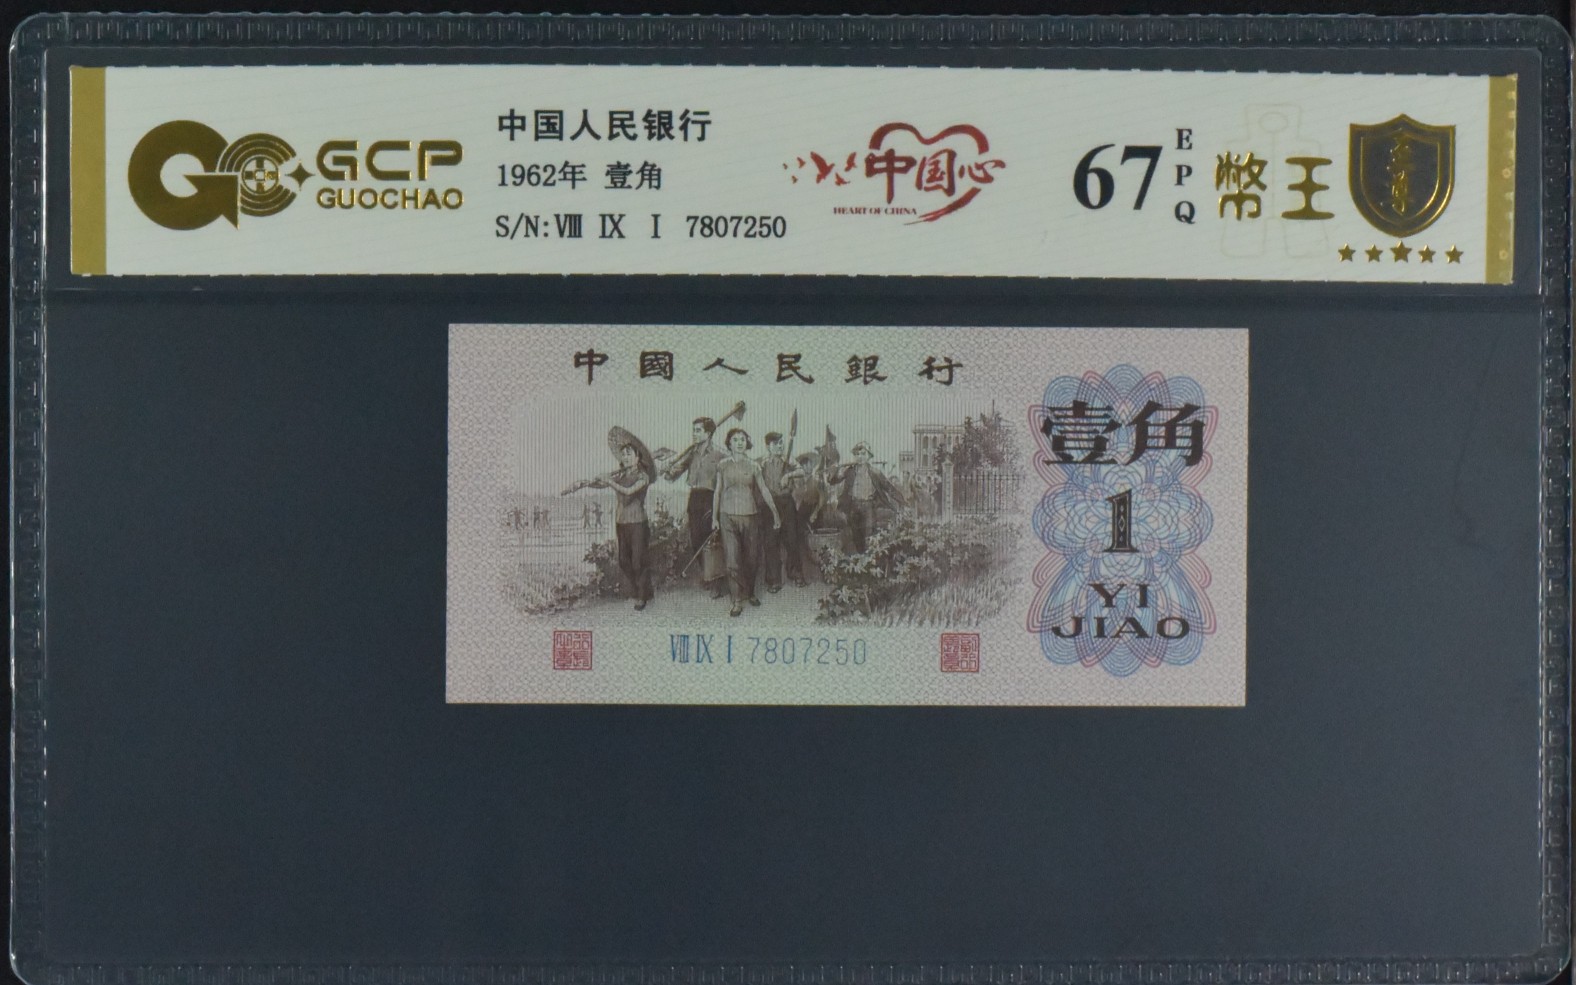 GCP
GUOCHAO
中国人民银行
1962年 壹角
S/N: Ⅷ Ⅸ Ⅰ 7807250
中国心
HEART OF CHINA
67
EPQ
幣王
中國人民銀行
壹角
1
YI
JIAO
Ⅷ Ⅸ Ⅰ 7807250